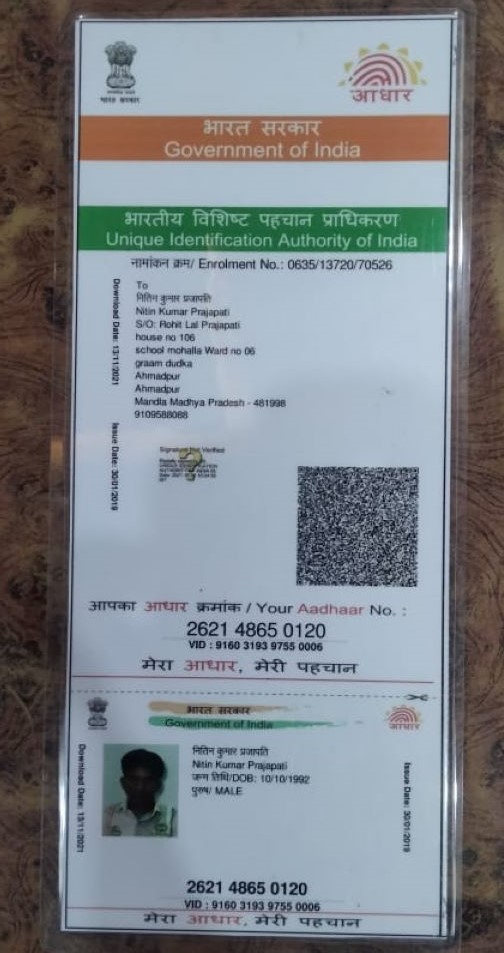 भारत सरकार
आधार
भारत सरकार
Government of India
भारतीय विशिष्ट पहचान प्राधिकरण
Unique Identification Authority of India
नामांकन क्रम/ Enrolment No.: 0635/13720/70526
To
नितिन कुमार प्रजापति
Nitin Kumar Prajapati
S/O: Rohit Lal Prajapati
house no 106
school mohalla Ward no 06
graam dudka
Ahmadpur
Ahmadpur
Mandla Madhya Pradesh - 481998
9109588088
Download Date: 13/11/2021
Issue Date: 30/01/2019
Signature Not Verified
आपका आधार क्रमांक / Your Aadhaar No. :
2621 4865 0120
VID : 9160 3193 9755 0006
मेरा आधार, मेरी पहचान
भारत सरकार
Government of India
आधार
Download Date: 13/11/2021
नितिन कुमार प्रजापति
Nitin Kumar Prajapati
जन्म तिथि/DOB: 10/10/1992
पुरुष/ MALE
Issue Date: 30/01/2019
2621 4865 0120
VID : 9160 3193 9755 0006
मेरा आधार, मेरी पहचान